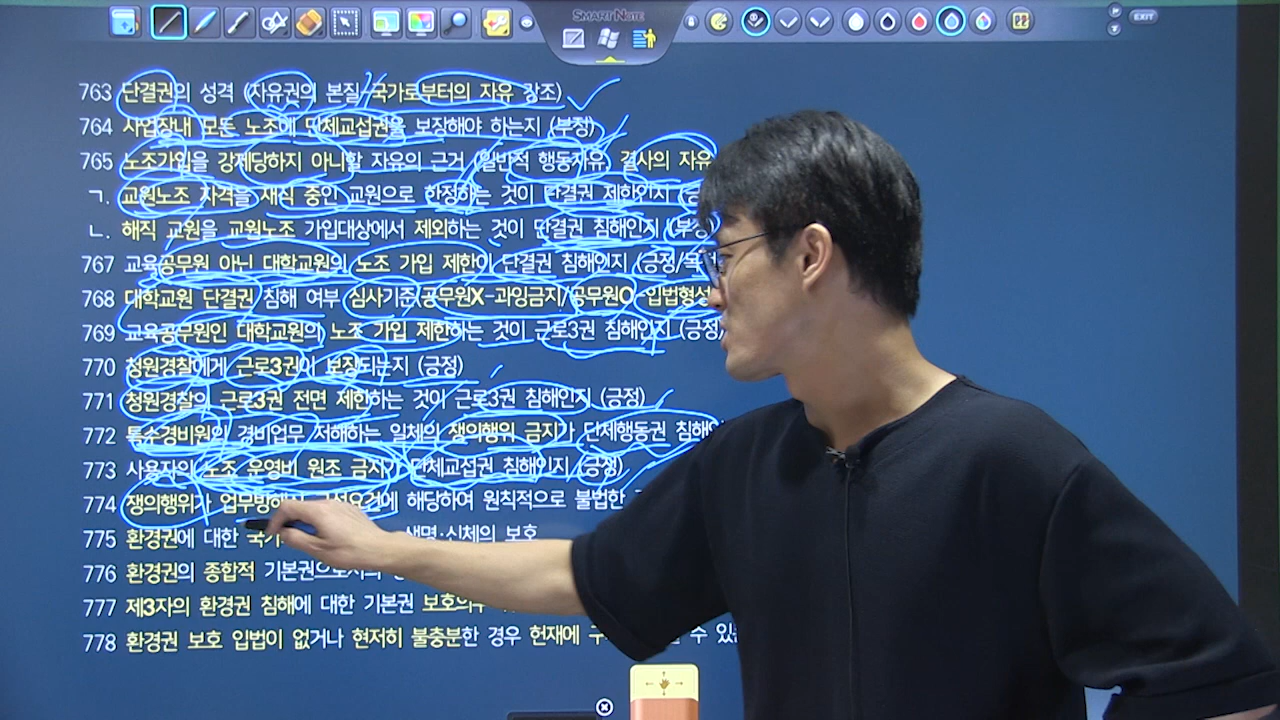 SMART NOTE
EXIT
763 단결권의 성격 (자유권의 본질-국가로부터의 자유 강조)
764 사업장내 모든 노조에 단체교섭권을 보장해야 하는지 (부정)
765 노조가입을 강제당하지 아니할 자유의 근거 (일반적 행동자유, 결사의 자유
ㄱ. 교원노조 자격을 재직 중인 교원으로 한정하는 것이 단결권 제한인지
ㄴ. 해직 교원을 교원노조 가입대상에서 제외하는 것이 단결권 침해인지 (부정)
767 교육공무원 아닌 대학교원의 노조 가입 제한이 단결권 침해인지 (긍정/목
768 대학교원 단결권 침해 여부 심사기준(공무원X-과잉금지/공무원O-입법형성
769 교육공무원인 대학교원의 노조 가입 제한하는 것이 근로3권 침해인지 (긍정
770 청원경찰에게 근로3권이 보장되는지 (긍정)
771 청원경찰의 근로3권 전면 제한하는 것이 근로3권 침해인지 (긍정)
772 특수경비원의 경비업무 저해하는 일체의 쟁의행위 금지가 단체행동권 침해인
773 사용자의 노조 운영비 원조 금지가 단체교섭권 침해인지 (긍정)
774 쟁의행위가 업무방해죄 구성요건에 해당하여 원칙적으로 불법한
775 환경권에 대한 국가 생명·신체의 보호
776 환경권의 종합적 기본권으로서의
777 제3자의 환경권 침해에 대한 기본권 보호의무
778 환경권 보호 입법이 없거나 현저히 불충분한 경우 헌재에 수 있